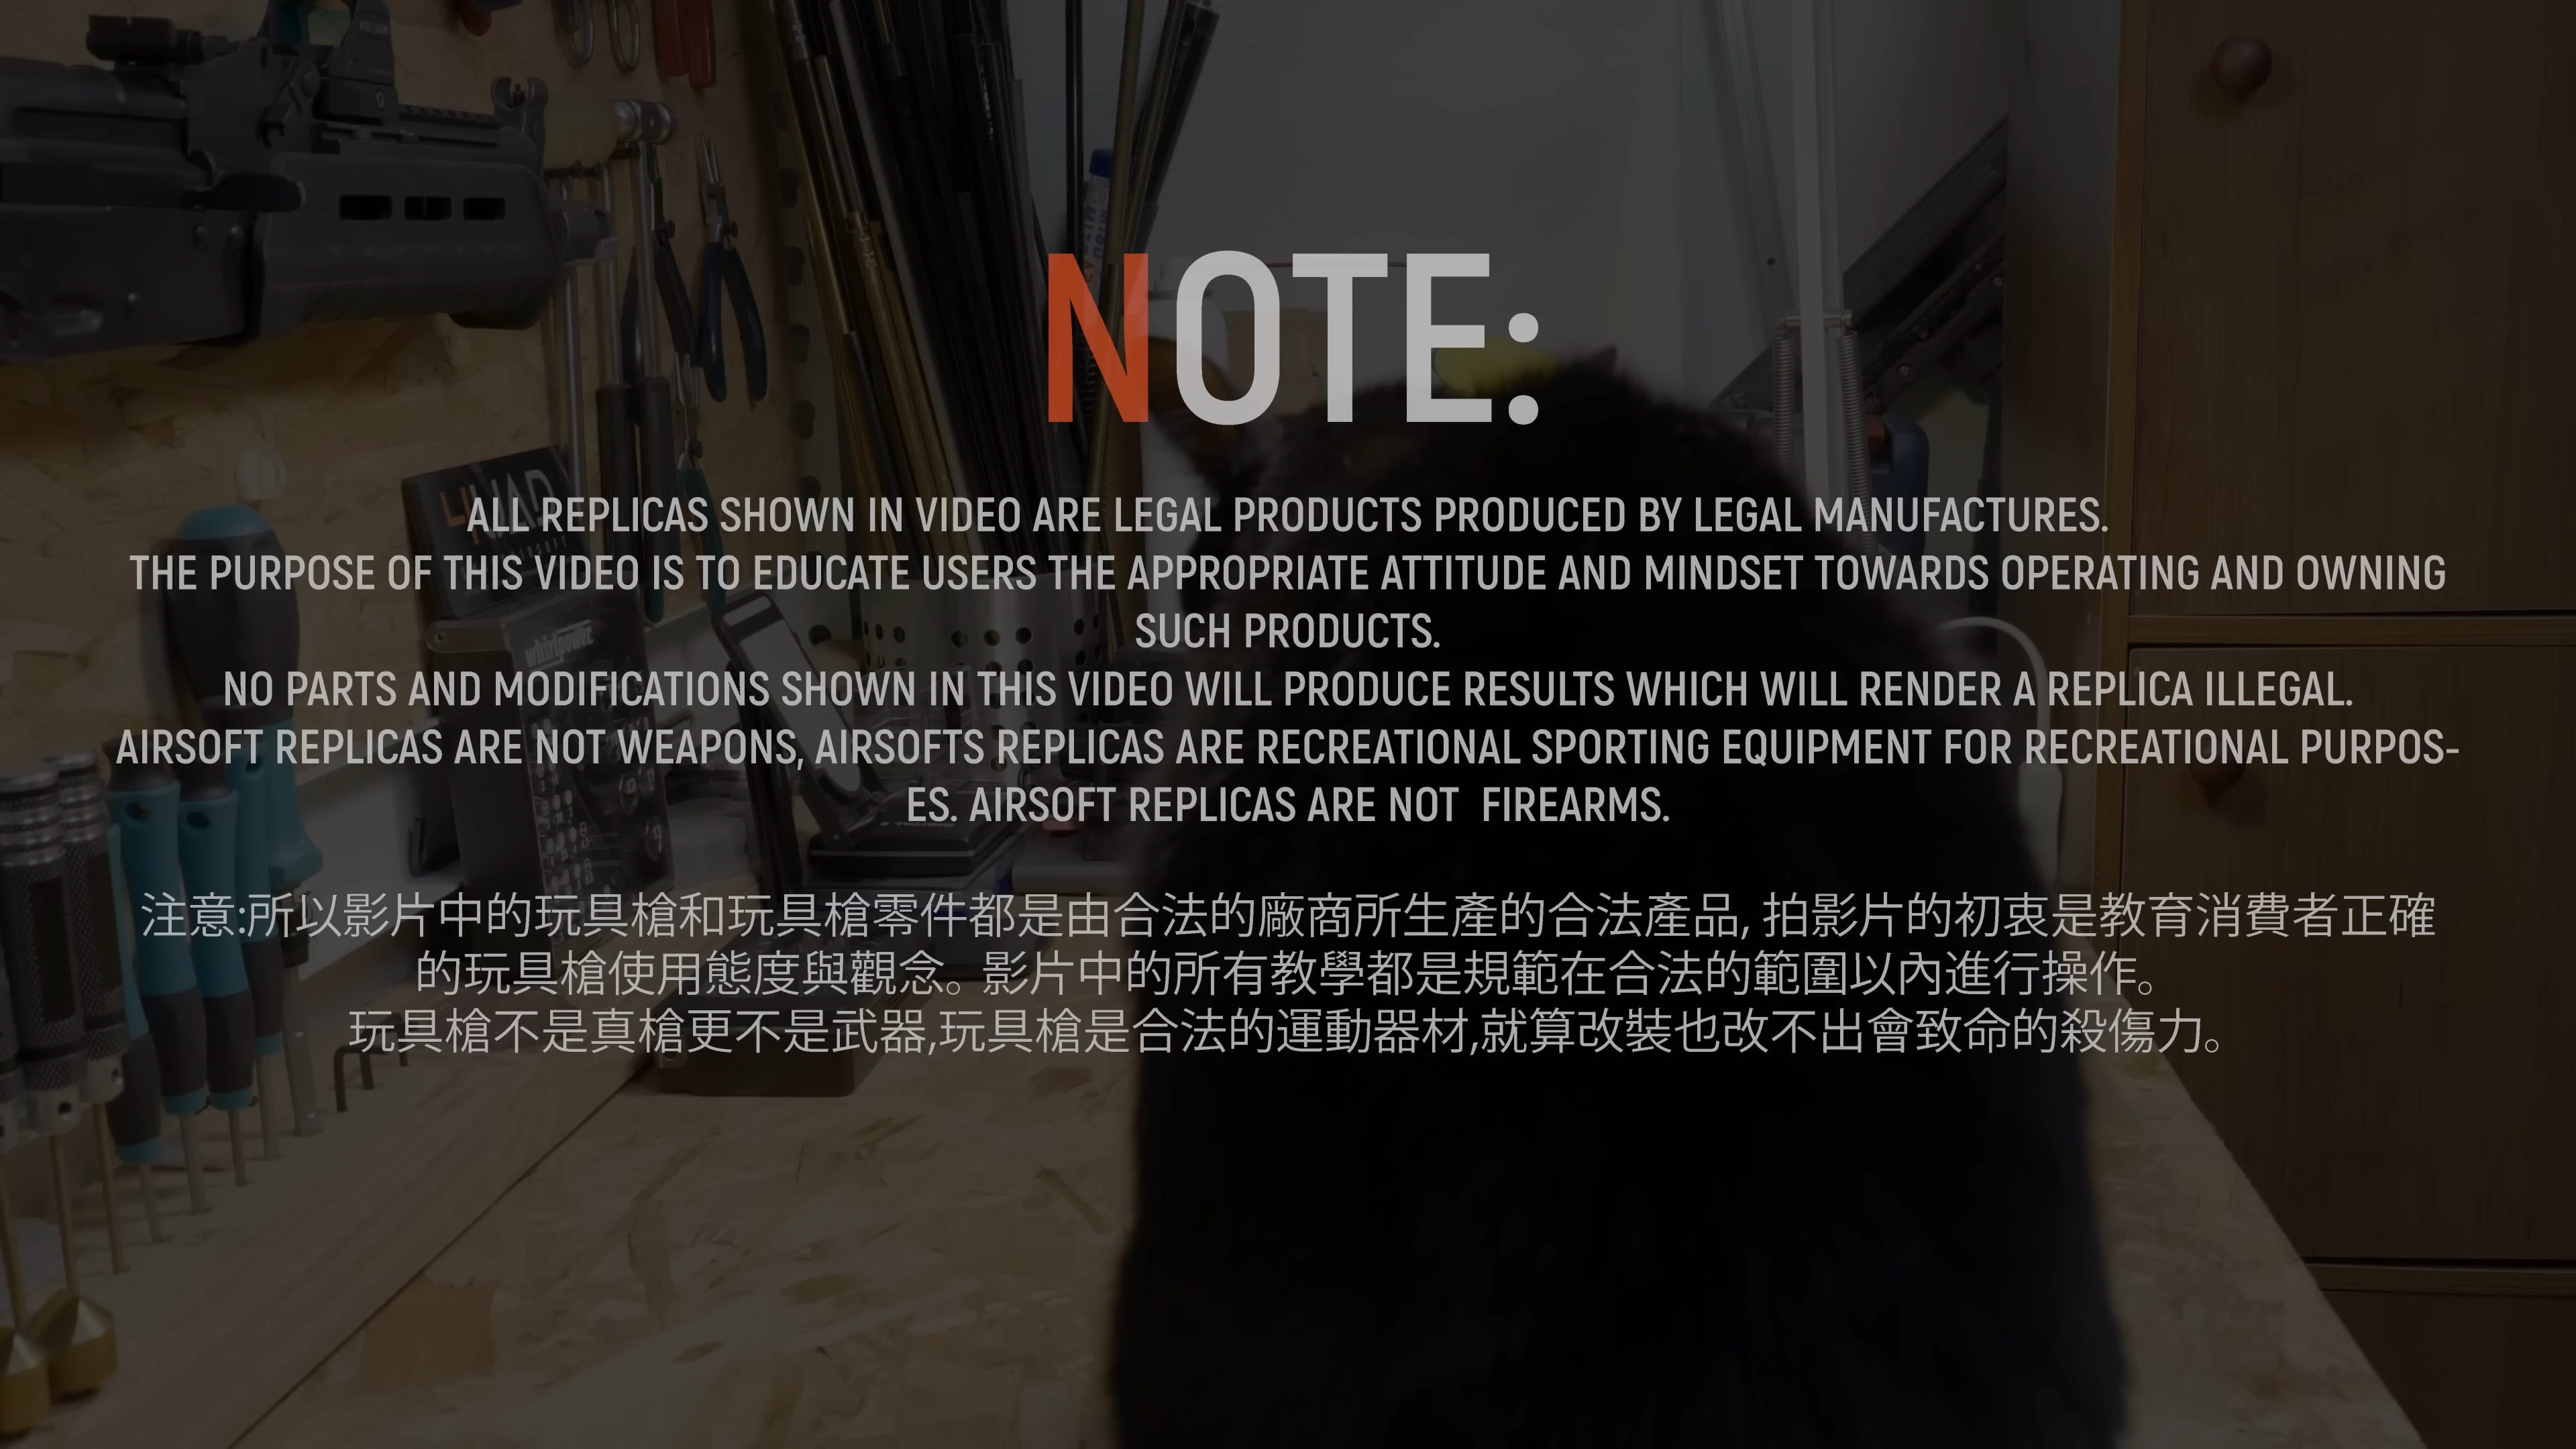 NOTE:
ALL REPLICAS SHOWN IN VIDEO ARE LEGAL PRODUCTS PRODUCED BY LEGAL MANUFACTURES.
THE PURPOSE OF THIS VIDEO IS TO EDUCATE USERS THE APPROPRIATE ATTITUDE AND MINDSET TOWARDS OPERATING AND OWNING
SUCH PRODUCTS.
NO PARTS AND MODIFICATIONS SHOWN IN THIS VIDEO WILL PRODUCE RESULTS WHICH WILL RENDER A REPLICA ILLEGAL.
AIRSOFT REPLICAS ARE NOT WEAPONS, AIRSOFTS REPLICAS ARE RECREATIONAL SPORTING EQUIPMENT FOR RECREATIONAL PURPOS-
ES. AIRSOFT REPLICAS ARE NOT FIREARMS.
whirlpower
注意:所以影片中的玩具槍和玩具槍零件都是由合法的廠商所生產的合法產品, 拍影片的初衷是教育消費者正確
的玩具槍使用態度與觀念。影片中的所有教學都是規範在合法的範圍以內進行操作。
玩具槍不是真槍更不是武器,玩具槍是合法的運動器材,就算改裝也改不出會致命的殺傷力。